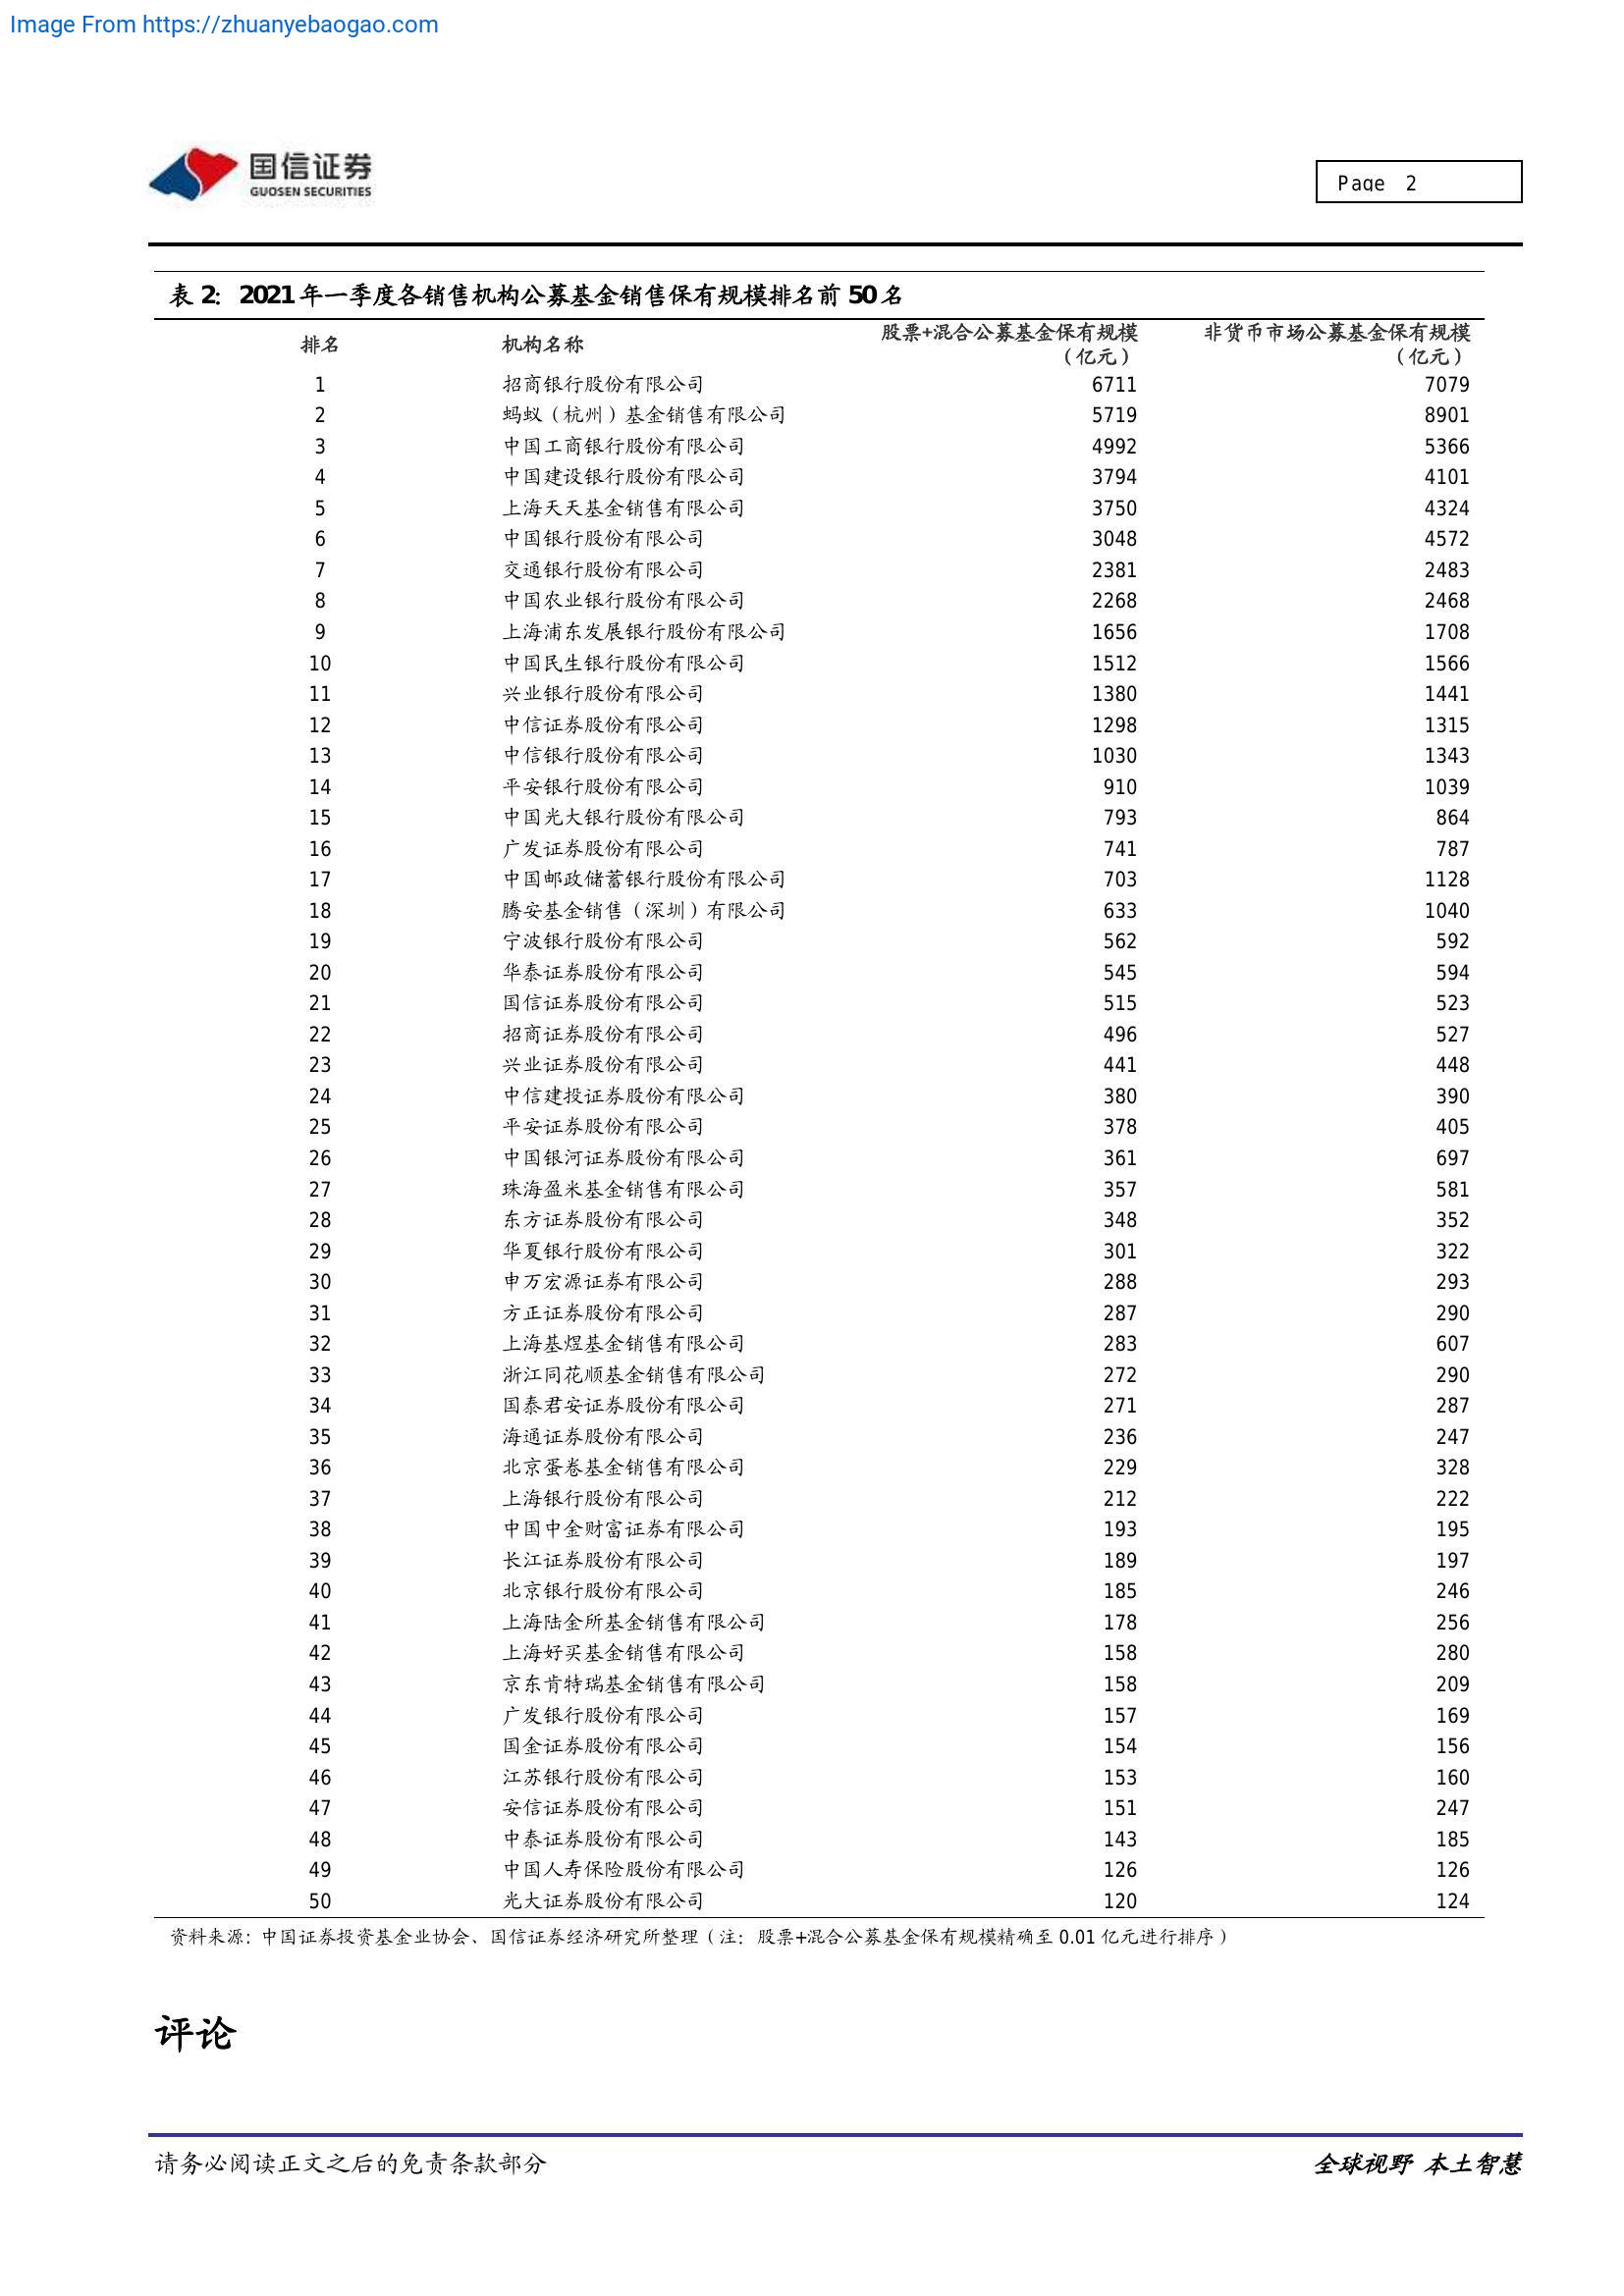 Image From https://zhuanyebaogao.com
国信证券
GUOSEN SECURITIES
Page 2
表 2: 2021 年一季度各销售机构公募基金销售保有规模排名前 50 名
排名 机构名称 股票+混合公募基金保有规模（亿元） 非货币市场公募基金保有规模（亿元）
1 招商银行股份有限公司 6711 7079
2 蚂蚁（杭州）基金销售有限公司 5719 8901
3 中国工商银行股份有限公司 4992 5366
4 中国建设银行股份有限公司 3794 4101
5 上海天天基金销售有限公司 3750 4324
6 中国银行股份有限公司 3048 4572
7 交通银行股份有限公司 2381 2483
8 中国农业银行股份有限公司 2268 2468
9 上海浦东发展银行股份有限公司 1656 1708
10 中国民生银行股份有限公司 1512 1566
11 兴业银行股份有限公司 1380 1441
12 中信证券股份有限公司 1298 1315
13 中信银行股份有限公司 1030 1343
14 平安银行股份有限公司 910 1039
15 中国光大银行股份有限公司 793 864
16 广发证券股份有限公司 741 787
17 中国邮政储蓄银行股份有限公司 703 1128
18 腾安基金销售（深圳）有限公司 633 1040
19 宁波银行股份有限公司 562 592
20 华泰证券股份有限公司 545 594
21 国信证券股份有限公司 515 523
22 招商证券股份有限公司 496 527
23 兴业证券股份有限公司 441 448
24 中信建投证券股份有限公司 380 390
25 平安证券股份有限公司 378 405
26 中国银河证券股份有限公司 361 697
27 珠海盈米基金销售有限公司 357 581
28 东方证券股份有限公司 348 352
29 华夏银行股份有限公司 301 322
30 申万宏源证券有限公司 288 293
31 方正证券股份有限公司 287 290
32 上海基煜基金销售有限公司 283 607
33 浙江同花顺基金销售有限公司 272 290
34 国泰君安证券股份有限公司 271 287
35 海通证券股份有限公司 236 247
36 北京蛋卷基金销售有限公司 229 328
37 上海银行股份有限公司 212 222
38 中国中金财富证券有限公司 193 195
39 长江证券股份有限公司 189 197
40 北京银行股份有限公司 185 246
41 上海陆金所基金销售有限公司 178 256
42 上海好买基金销售有限公司 158 280
43 京东肯特瑞基金销售有限公司 158 209
44 广发银行股份有限公司 157 169
45 国金证券股份有限公司 154 156
46 江苏银行股份有限公司 153 160
47 安信证券股份有限公司 151 247
48 中泰证券股份有限公司 143 185
49 中国人寿保险股份有限公司 126 126
50 光大证券股份有限公司 120 124
资料来源: 中国证券投资基金业协会、国信证券经济研究所整理（注: 股票+混合公募基金保有规模精确至 0.01 亿元进行排序）
评论
请务必阅读正文之后的免责条款部分
全球视野 本土智慧